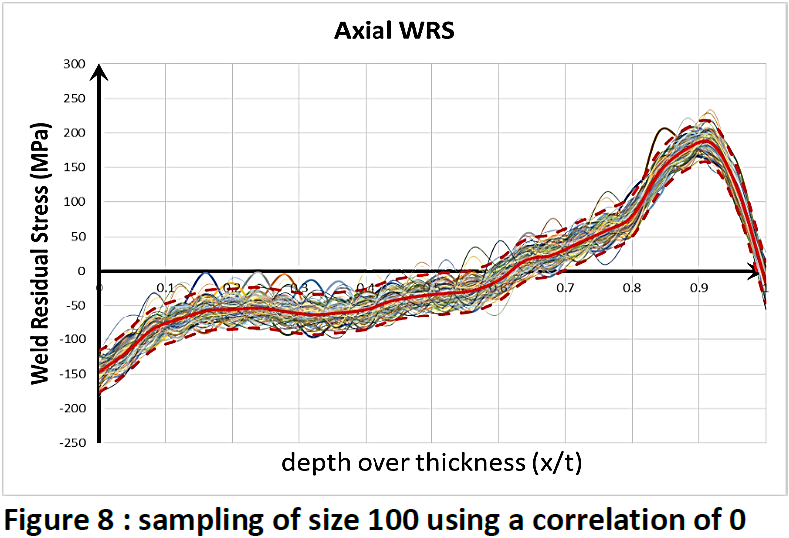 Axial WRS
300
250
200
150
100
50
0
-50
-100
-150
-200
-250
Weld Residual Stress (MPa)
0 0.1 0.2 0.3 0.4 0.5 0.6 0.7 0.8 0.9
depth over thickness (x/t)
Figure 8 : sampling of size 100 using a correlation of 0